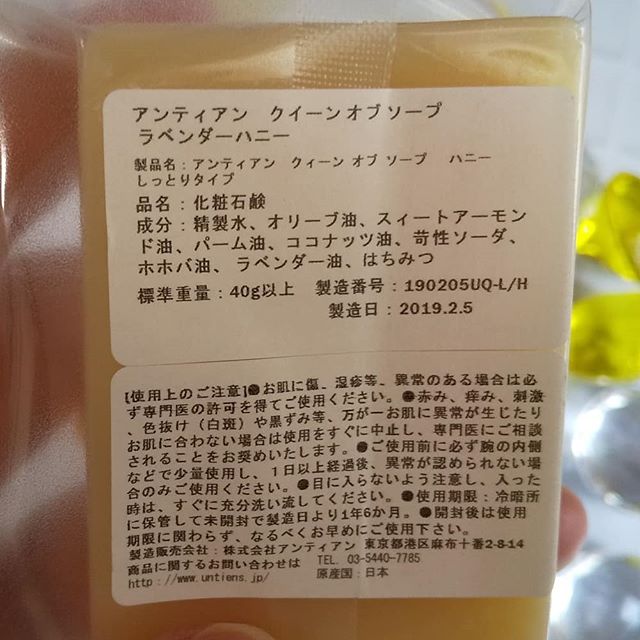 アンティアン　クイーン オブ ソープ
ラベンダーハニー
製品名：アンティアン　クィーン オブ ソープ　ハニー
しっとりタイプ
品名：化粧石鹸
成分：精製水、オリーブ油、スィートアーモン
ド油、パーム油、ココナッツ油、苛性ソーダ、
ホホバ油、ラベンダー油、はちみつ
標準重量：40g以上　製造番号：190205UQ-L/H
製造日：2019.2.5
[使用上のご注意]●お肌に傷、湿疹等、異常のある場合は必
ず専門医の許可を得てご使用ください。●赤み、痒み、刺激
、色抜け（白斑）や黒ずみ等、万が一お肌に異常が生じたり、
お肌に合わない場合は使用をすぐに中止し、専門医にご相談
されることをお奨めいたします。●ご使用前に必ず腕の内側
などで少量使用し、１日以上経過後、異常が認められない場
合のみご使用ください。●目に入らないよう注意し、入った
時は、すぐに充分洗い流してください。●使用期限：冷暗所
に保管して未開封で製造日より1年6か月。●開封後は使用
期限に関わらず、なるべくお早めにご使用下さい。
製造販売会社：株式会社アンティアン 東京都港区麻布十番2-8-14
商品に関するお問い合わせは　TEL. 03-5440-7785
http://www.untiens.jp/　原産国：日本